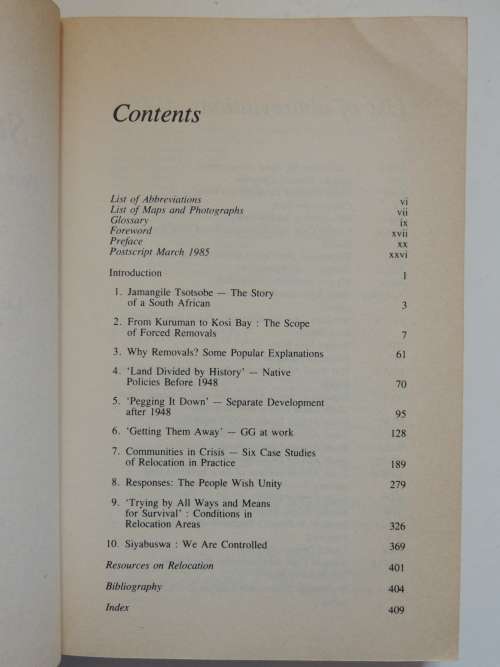 Contents
List of Abbreviations vi
List of Maps and Photographs vii
Glossary ix
Foreword xvii
Preface xx
Postscript March 1985 xxvi
Introduction 1
1. Jamangile Tsotsobe — The Story
of a South African 3
2. From Kuruman to Kosi Bay : The Scope
of Forced Removals 7
3. Why Removals? Some Popular Explanations 61
4. ‘Land Divided by History’ — Native
Policies Before 1948 70
5. ‘Pegging It Down’ — Separate Development
after 1948 95
6. ‘Getting Them Away’ — GG at work 128
7. Communities in Crisis — Six Case Studies
of Relocation in Practice 189
8. Responses: The People Wish Unity 279
9. ‘Trying by All Ways and Means
for Survival’ : Conditions in
Relocation Areas 326
10. Siyabuswa : We Are Controlled 369
Resources on Relocation 401
Bibliography 404
Index 409